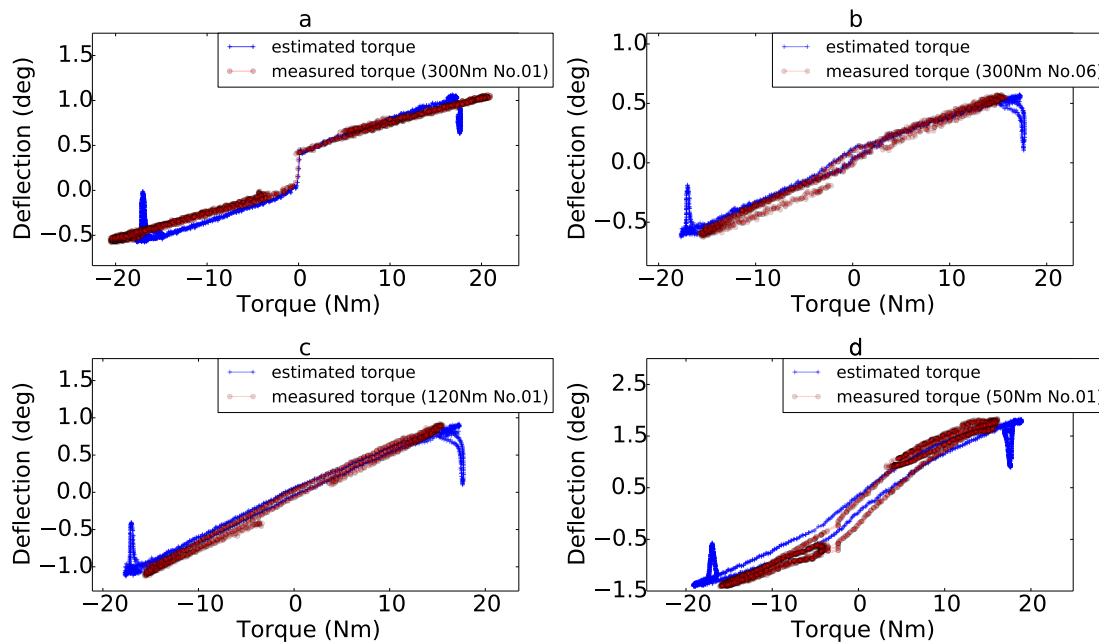 a
1.5
1.0
0.5
0.0
−0.5
Deflection (deg)
−20 −10 0 10 20
Torque (Nm)
estimated torque
measured torque (300Nm No.01)
b
1.0
0.5
0.0
−0.5
Deflection (deg)
−20 −10 0 10 20
Torque (Nm)
estimated torque
measured torque (300Nm No.06)
c
1.5
1.0
0.5
0.0
−0.5
−1.0
Deflection (deg)
−20 −10 0 10 20
Torque (Nm)
estimated torque
measured torque (120Nm No.01)
d
2.5
1.5
0.5
−0.5
−1.5
Deflection (deg)
−20 −10 0 10 20
Torque (Nm)
estimated torque
measured torque (50Nm No.01)